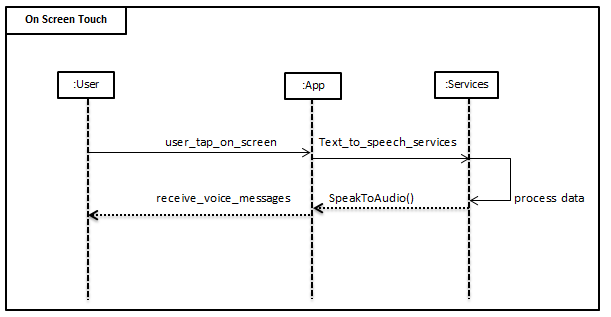 On Screen Touch
:User
:App
:Services
user_tap_on_screen
Text_to_speech_services
receive_voice_messages
SpeakToAudio()
process data